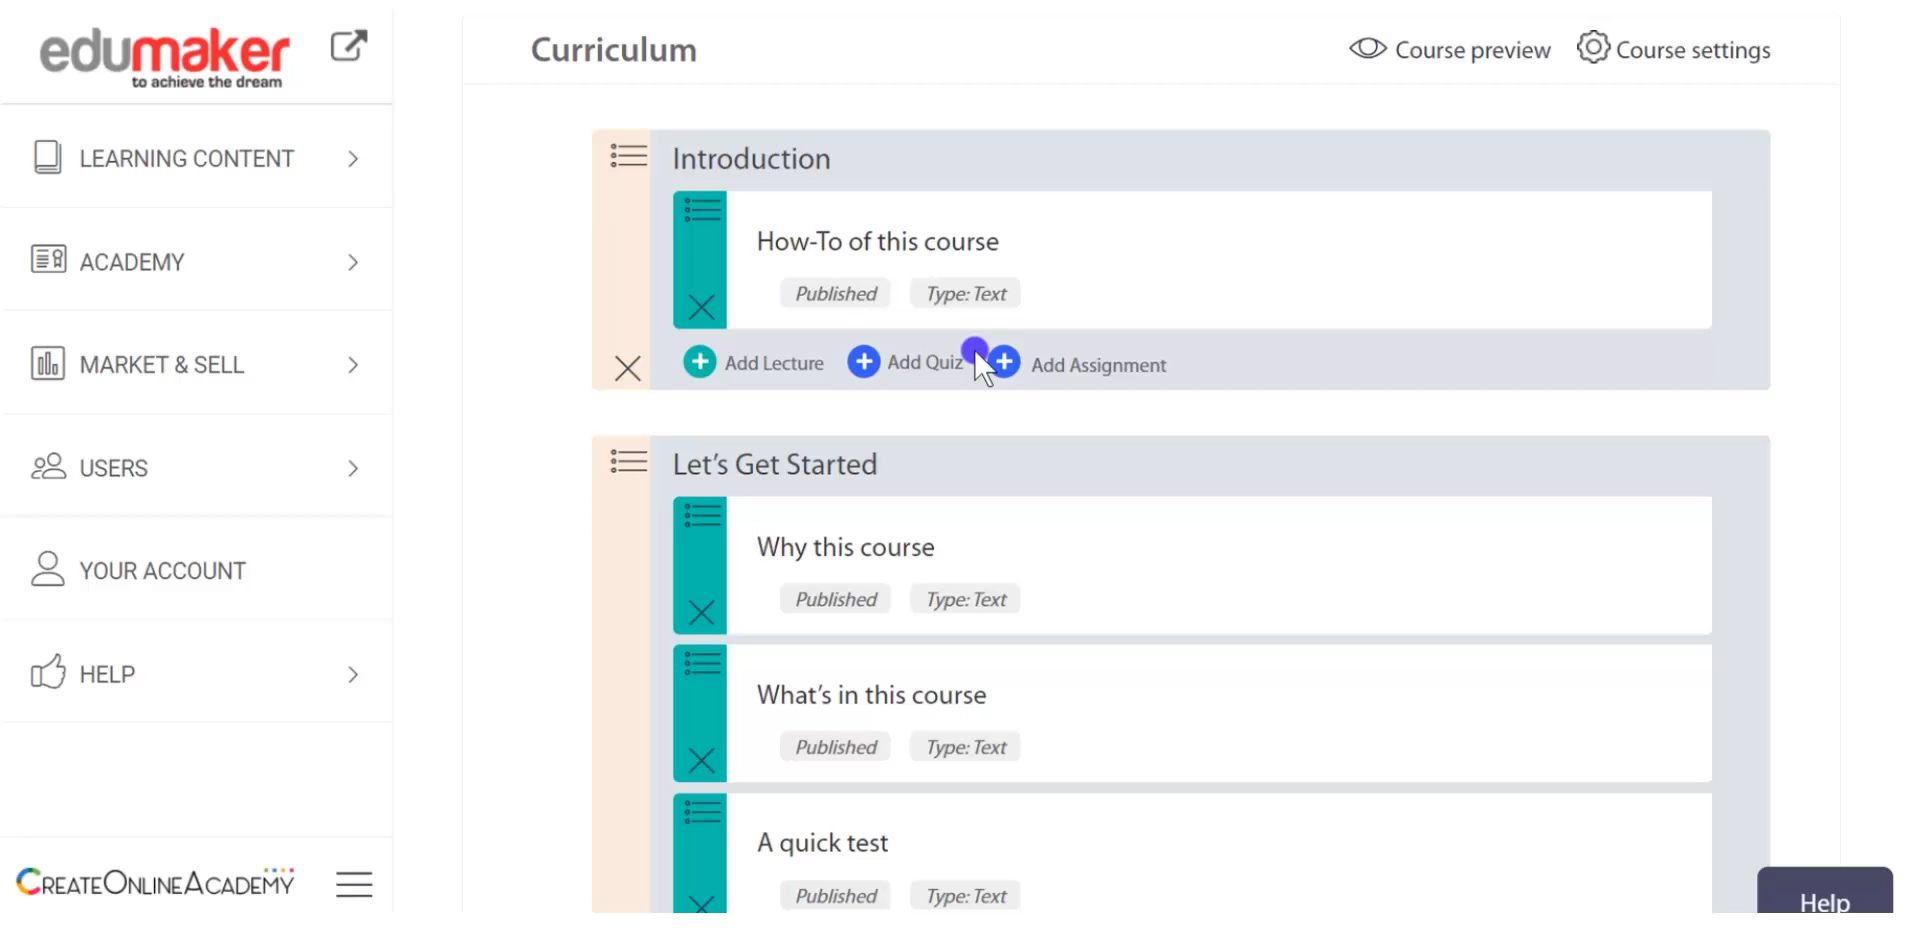 edumaker
to achieve the dream
LEARNING CONTENT
ACADEMY
MARKET & SELL
USERS
YOUR ACCOUNT
HELP
CREATEONLINEACADEMY
Curriculum
Course preview
Course settings
Introduction
How-To of this course
Published Type: Text
Add Lecture Add Quiz Add Assignment
Let's Get Started
Why this course
Published Type: Text
What's in this course
Published Type: Text
A quick test
Published Type: Text
Help